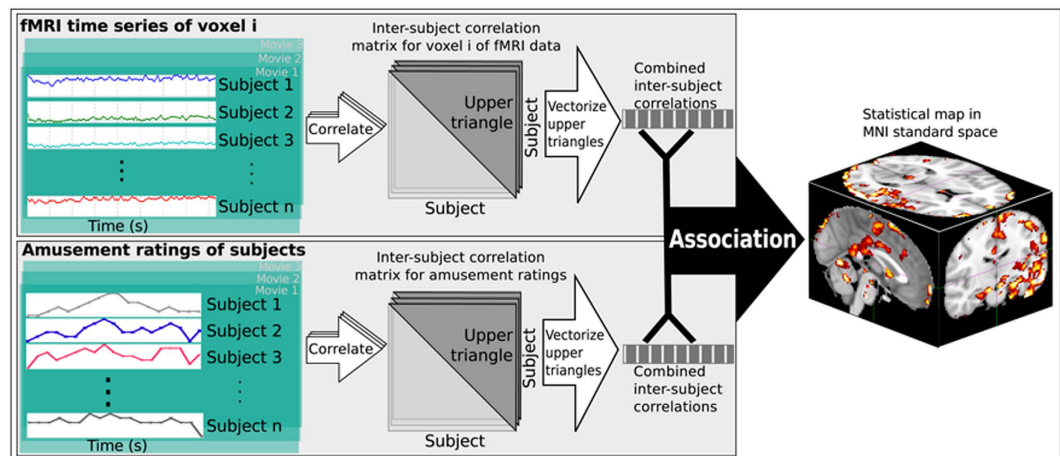 fMRI time series of voxel i
Movie 3
Movie 2
Movie 1
Subject 1
Subject 2
Subject 3
Subject n
Time (s)
Correlate
Inter-subject correlation
matrix for voxel i of fMRI data
Upper
triangle
Subject
Subject
Vectorize
upper
triangles
Combined
inter-subject
correlations
Amusement ratings of subjects
Movie 3
Movie 2
Movie 1
Subject 1
Subject 2
Subject 3
Subject n
Time (s)
Correlate
Inter-subject correlation
matrix for amusement ratings
Upper
triangle
Subject
Subject
Vectorize
upper
triangles
Combined
inter-subject
correlations
Association
Statistical map in
MNI standard space